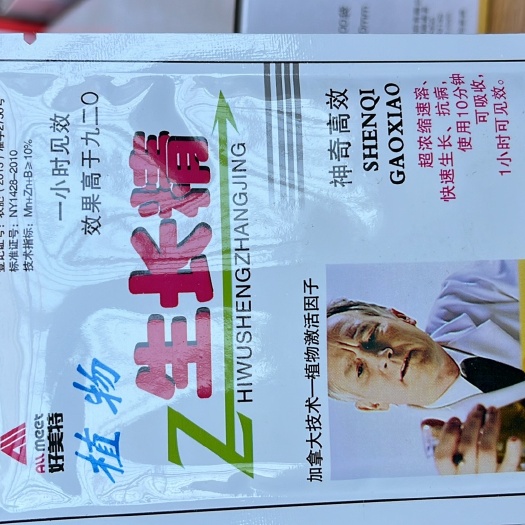 标准证号：NY1428-2010
技术指标：Mn+Zn+B≥10%
ALLmeet
好美特
一小时见效
效果高于九二〇
植物
生长精
ZHIWUSHENGZHANGJING
神奇高效
SHENQI
GAOXIAO
超浓缩速溶、
快速生长、抗病，
使用10分钟
可吸收，
1小时可见效。
加拿大技术—植物激活因子